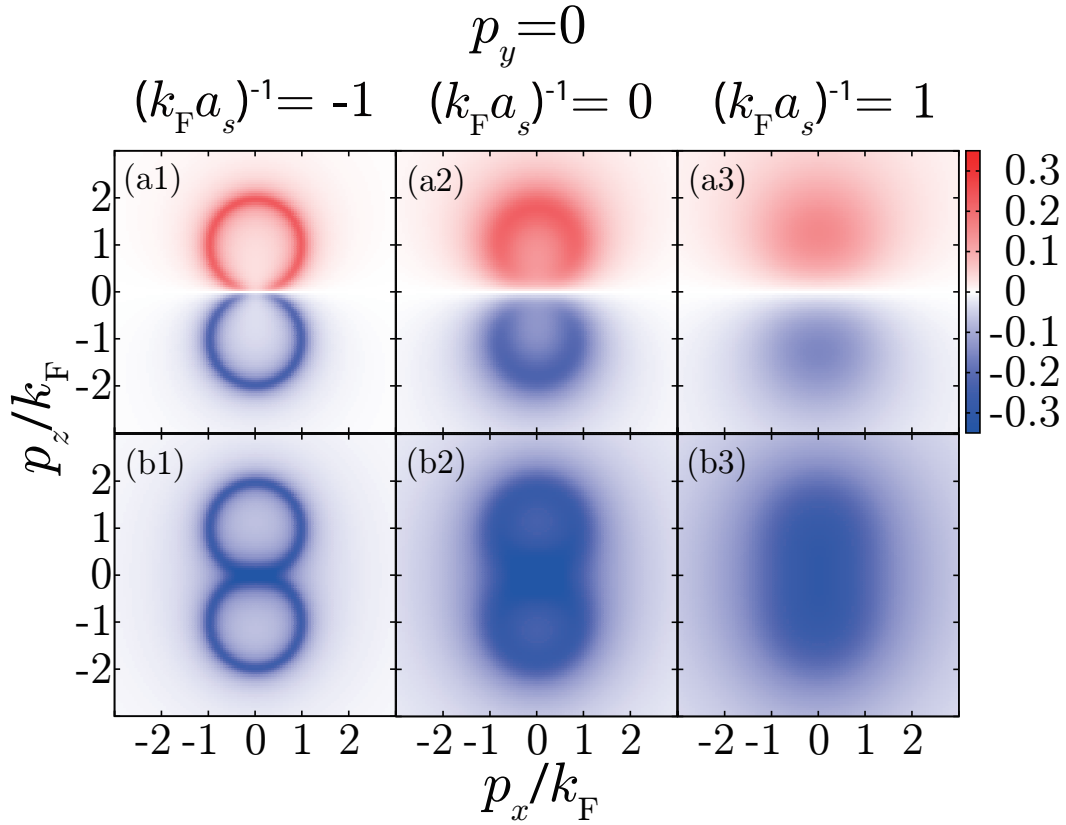 p_y=0
(k_F a_s)^-1 = -1 (k_F a_s)^-1 = 0 (k_F a_s)^-1 = 1
(a1) (a2) (a3)
2
1
0
-1
-2
0.3
0.2
0.1
0
-0.1
-0.2
-0.3
p_z/k_F
(b1) (b2) (b3)
2
1
0
-1
-2
-2 -1 0 1 2 -2 -1 0 1 2 -2 -1 0 1 2
p_x/k_F